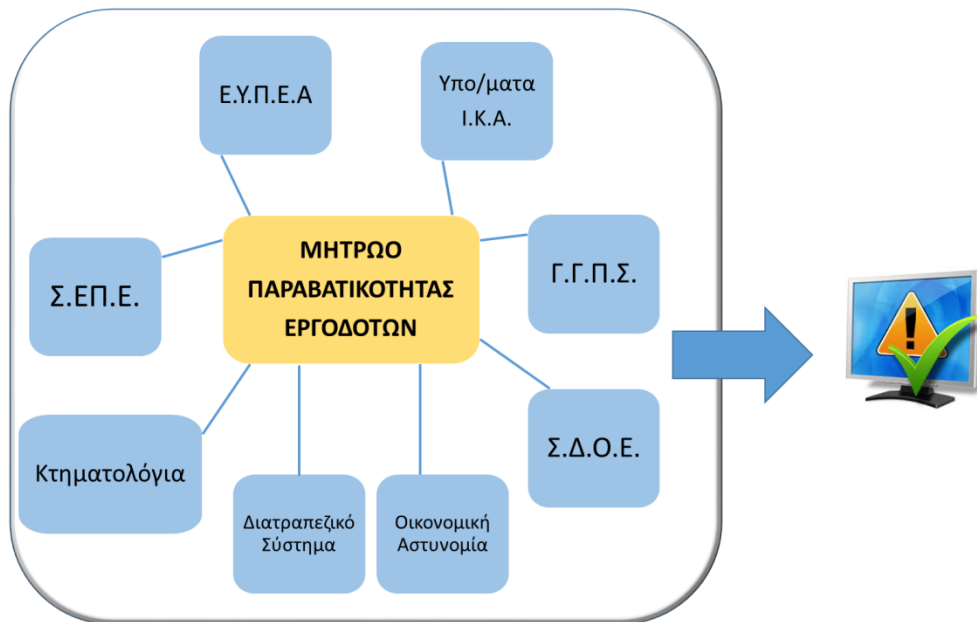 Ε.Υ.Π.Ε.Α
Υπο/ματα
Ι.Κ.Α.
Σ.ΕΠ.Ε.
ΜΗΤΡΩΟ
ΠΑΡΑΒΑΤΙΚΟΤΗΤΑΣ
ΕΡΓΟΔΟΤΩΝ
Γ.Γ.Π.Σ.
Κτηματολόγια
Διατραπεζικό
Σύστημα
Οικονομική
Αστυνομία
Σ.Δ.Ο.Ε.